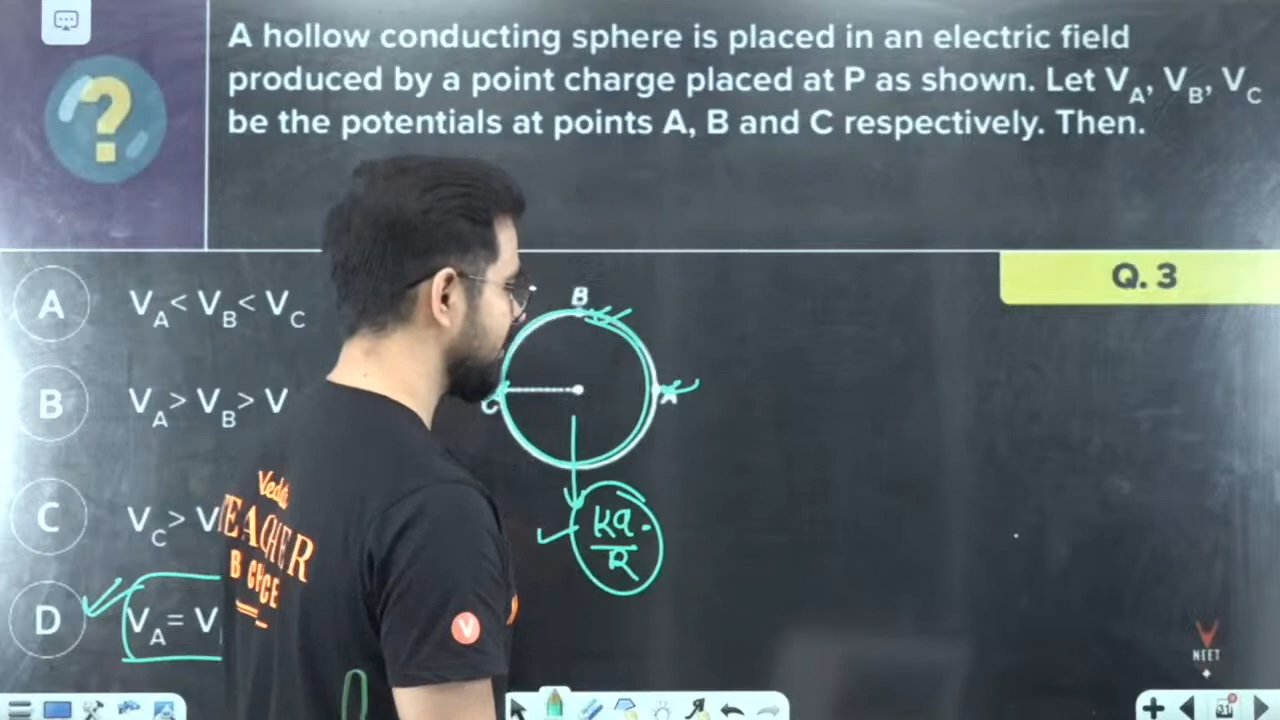 ?
A hollow conducting sphere is placed in an electric field
produced by a point charge placed at P as shown. Let V_A, V_B, V_C
be the potentials at points A, B and C respectively. Then.
Q. 3
A V_A < V_B < V_C
B V_A > V_B > V
C V_C > V
D V_A = V
B
A
C
kq
R
Vedantu
TEACHER
V
NEET
31